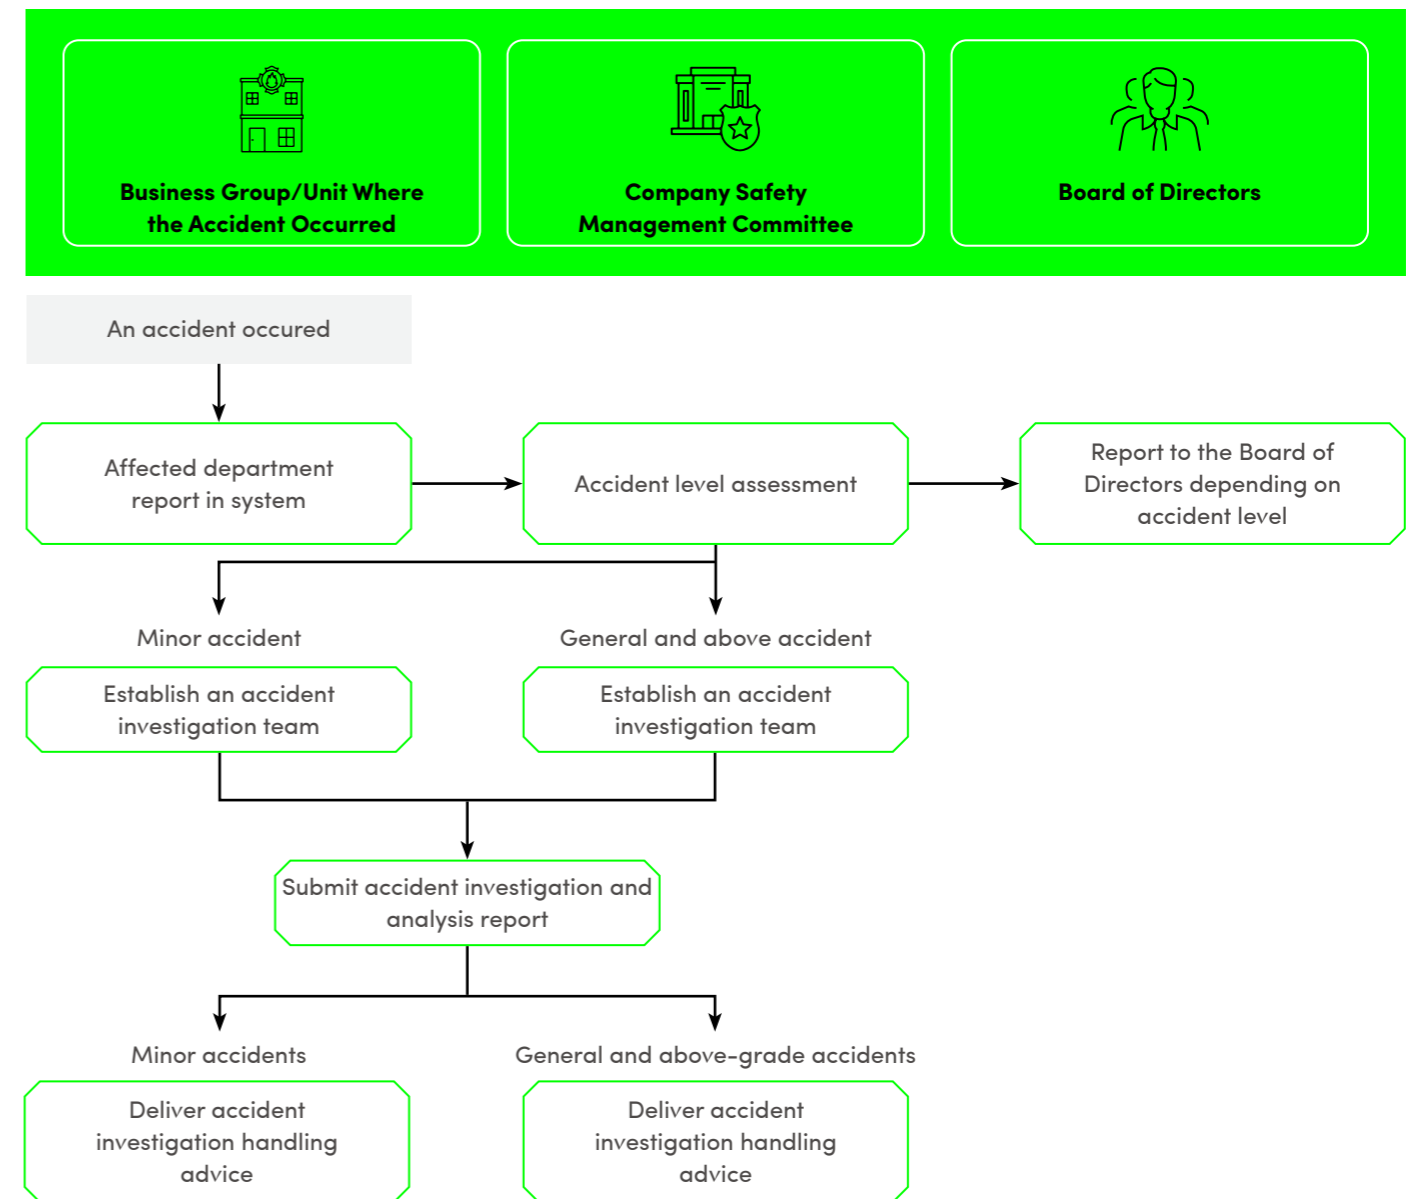 Business Group/Unit Where
the Accident Occurred
Company Safety
Management Committee
Board of Directors
An accident occured
Affected department
report in system
Accident level assessment
Report to the Board of
Directors depending on
accident level
Minor accident
General and above accident
Establish an accident
investigation team
Establish an accident
investigation team
Submit accident investigation and
analysis report
Minor accidents
General and above-grade accidents
Deliver accident
investigation handling
advice
Deliver accident
investigation handling
advice